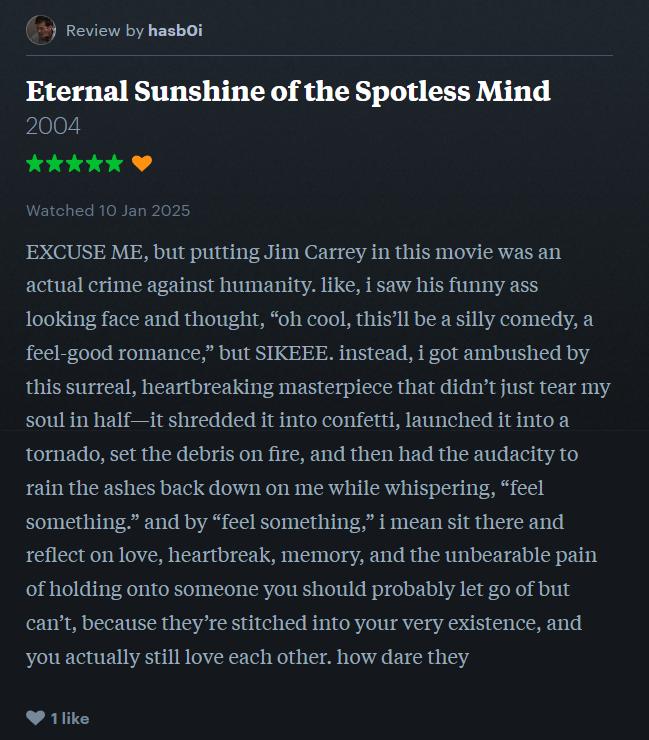 Review by hasb0i
Eternal Sunshine of the Spotless Mind
2004
Watched 10 Jan 2025
EXCUSE ME, but putting Jim Carrey in this movie was an
actual crime against humanity. like, i saw his funny ass
looking face and thought, “oh cool, this’ll be a silly comedy, a
feel-good romance,” but SIKEEE. instead, i got ambushed by
this surreal, heartbreaking masterpiece that didn’t just tear my
soul in half—it shredded it into confetti, launched it into a
tornado, set the debris on fire, and then had the audacity to
rain the ashes back down on me while whispering, “feel
something.” and by “feel something,” i mean sit there and
reflect on love, heartbreak, memory, and the unbearable pain
of holding onto someone you should probably let go of but
can’t, because they’re stitched into your very existence, and
you actually still love each other. how dare they
1 like